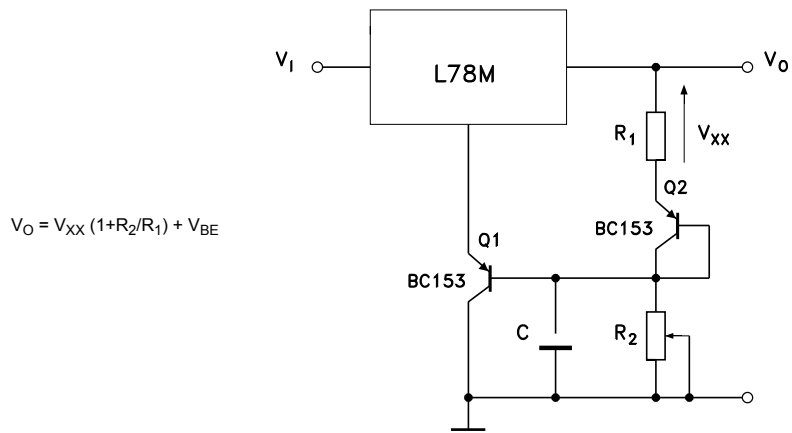 V_I
L78M
V_O
R_1
V_XX
Q2
BC153
V_O = V_XX (1+R_2/R_1) + V_BE
Q1
BC153
C
R_2